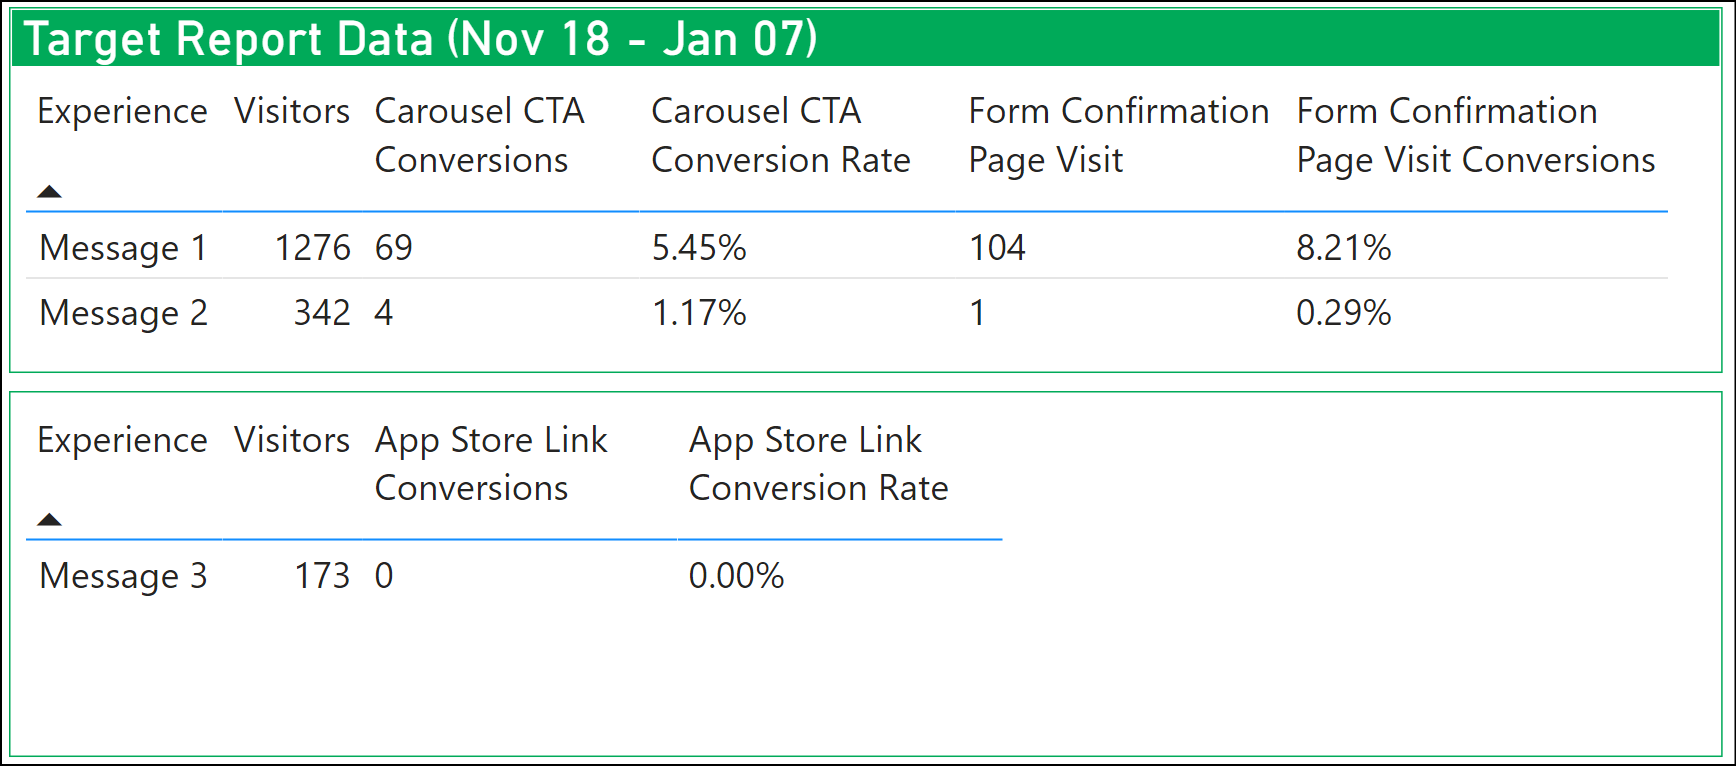 Target Report Data (Nov 18 - Jan 07)
Experience Visitors Carousel CTA Conversions Carousel CTA Conversion Rate Form Confirmation Page Visit Form Confirmation Page Visit Conversions
Message 1 1276 69 5.45% 104 8.21%
Message 2 342 4 1.17% 1 0.29%
Experience Visitors App Store Link Conversions App Store Link Conversion Rate
Message 3 173 0 0.00%